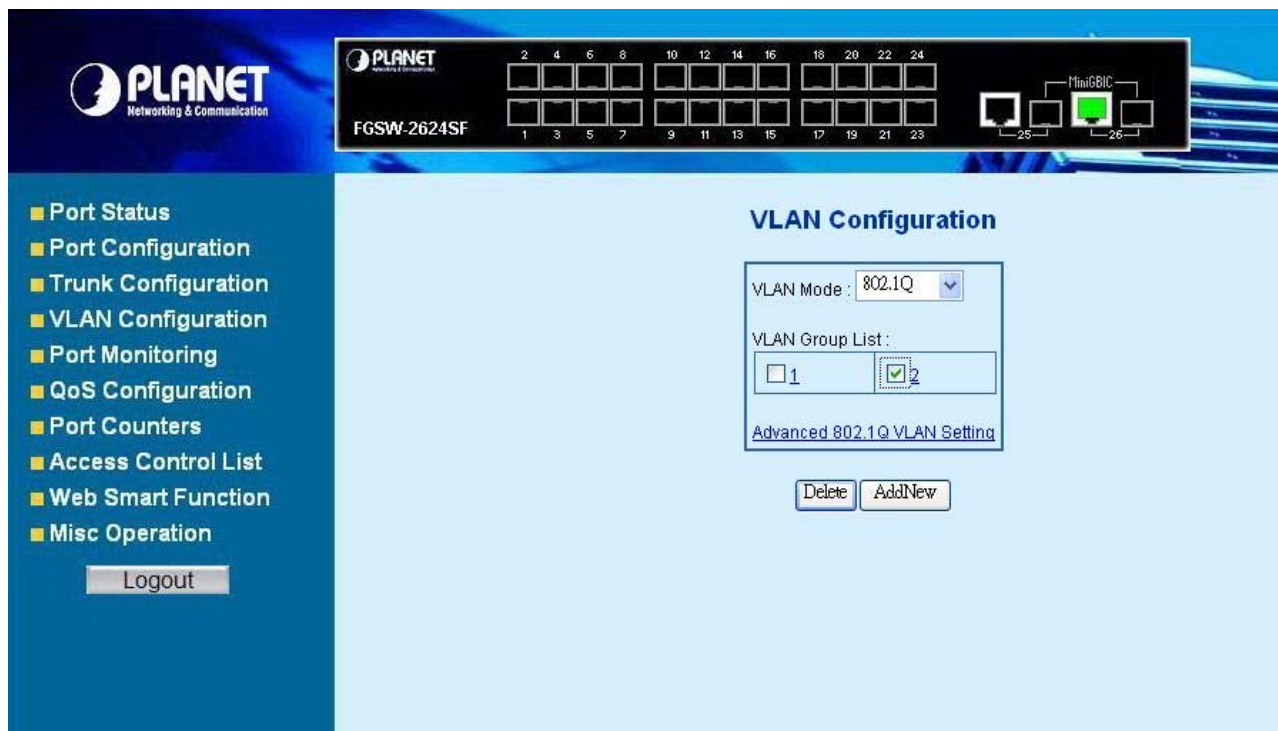 PLANET
Networking & Communication
PLANET
FGSW-2624SF
2 4 6 8 10 12 14 16 18 20 22 24
1 3 5 7 9 11 13 15 17 19 21 23
MiniGBIC
25 26
Port Status
Port Configuration
Trunk Configuration
VLAN Configuration
Port Monitoring
QoS Configuration
Port Counters
Access Control List
Web Smart Function
Misc Operation
Logout
VLAN Configuration
VLAN Mode : 802.1Q
VLAN Group List :
1 2
Advanced 802.1Q VLAN Setting
Delete AddNew